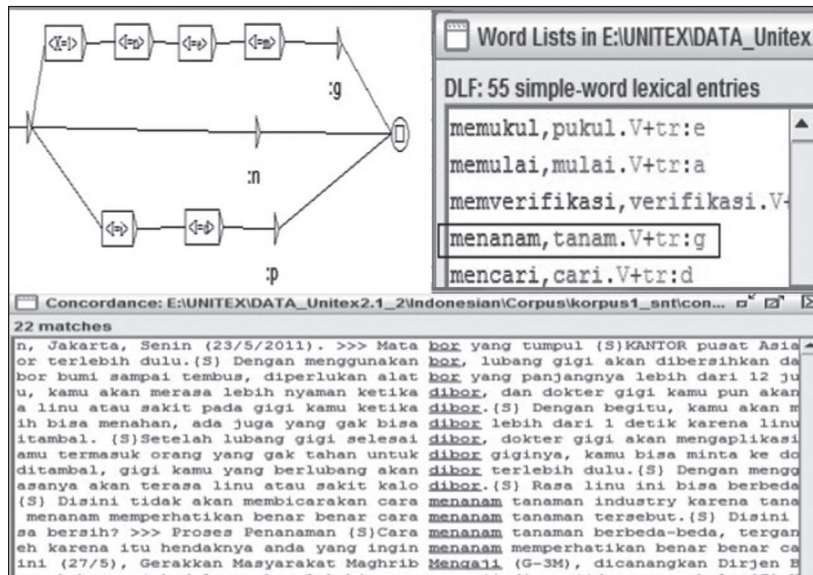 <X=l>
<l=n>
<l=e>
<l=m>
:g
:n
:p
Word Lists in E:\UNITEX\DATA_Unitex
DLF: 55 simple-word lexical entries
memukul,pukul.V+tr:e
memulai,mulai.V+tr:a
memverifikasi,verifikasi.V+
menanam,tanam.V+tr:g
mencari,cari.V+tr:d
Concordance: E:\UNITEX\DATA_Unitex2.1_2\Indonesian\Corpus\korpus1_snt\con...
22 matches
n, Jakarta, Senin (23/5/2011). >>> Mata bor yang tumpul {S}KANTOR pusat Asia
or terlebih dulu.{S} Dengan menggunakan bor, lubang gigi akan dibersihkan da
bor bumi sampai tembus, diperlukan alat bor yang panjangnya lebih dari 12 ju
u, kamu akan merasa lebih nyaman ketika dibor, dan dokter gigi kamu pun akan
a linu atau sakit pada gigi kamu ketika dibor.{S} Dengan begitu, kamu akan m
ih bisa menahan, ada juga yang gak bisa dibor lebih dari 1 detik karena linu
itambal. {S}Setelah lubang gigi selesai dibor, dokter gigi akan mengaplikasi
amu termasuk orang yang gak tahan untuk dibor giginya, kamu bisa minta ke do
ditambal, gigi kamu yang berlubang akan dibor terlebih dulu.{S} Dengan mengg
asanya akan terasa linu atau sakit kalo dibor.{S} Rasa linu ini bisa berbeda
{S} Disini tidak akan membicarakan cara menanam tanaman industry karena tana
menanam memperhatikan benar benar cara menanam tanaman tersebut.{S} Disini
sa bersih? >>> Proses Penanaman {S}Cara menanam tanaman berbeda-beda, tergan
eh karena itu hendaknya anda yang ingin menanam memperhatikan benar benar ca
ini (27/5), Gerakkan Masyarakat Maghrib Mengaji (G-3M), dicanangkan Dirjen B